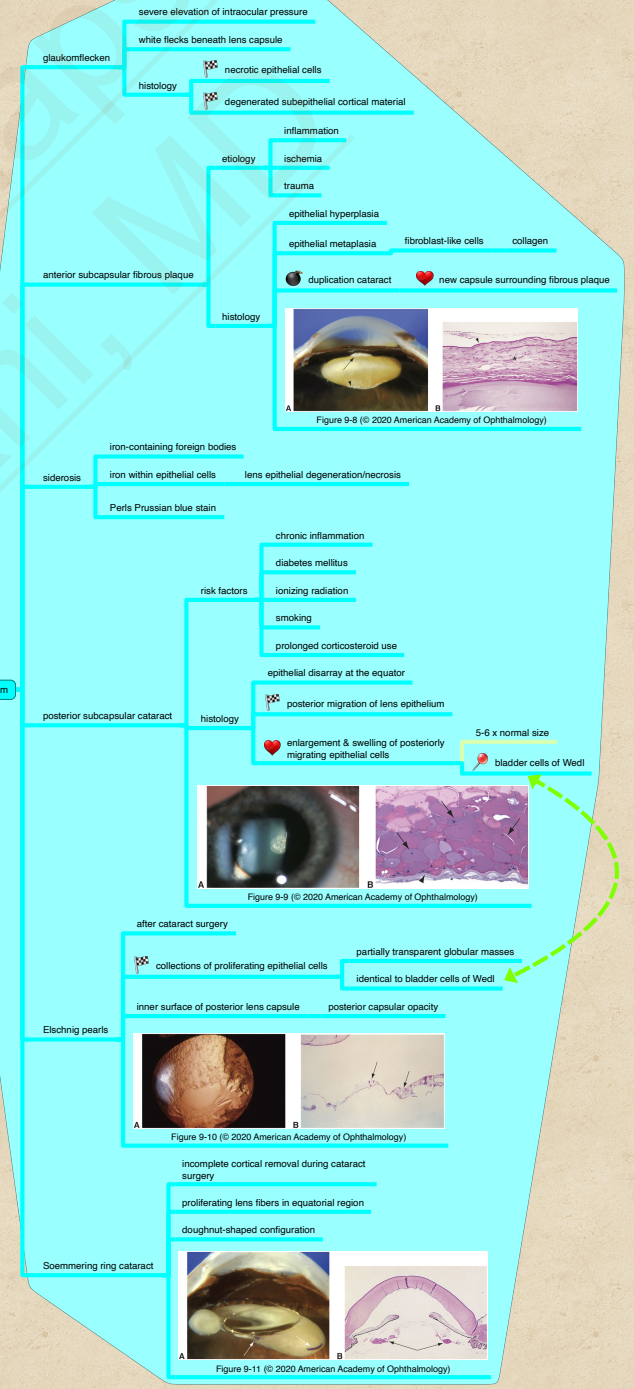 severe elevation of intraocular pressure
white flecks beneath lens capsule
glaukomflecken
necrotic epithelial cells
histology
degenerated subepithelial cortical material
inflammation
etiology
ischemia
trauma
epithelial hyperplasia
epithelial metaplasia
fibroblast-like cells
collagen
anterior subcapsular fibrous plaque
duplication cataract
new capsule surrounding fibrous plaque
histology
A
B
Figure 9-8 (© 2020 American Academy of Ophthalmology)
iron-containing foreign bodies
siderosis
iron within epithelial cells
lens epithelial degeneration/necrosis
Perls Prussian blue stain
chronic inflammation
diabetes mellitus
risk factors
ionizing radiation
smoking
prolonged corticosteroid use
epithelial disarray at the equator
m
posterior subcapsular cataract
histology
posterior migration of lens epithelium
5-6 x normal size
enlargement & swelling of posteriorly
migrating epithelial cells
bladder cells of Wedl
A
B
Figure 9-9 (© 2020 American Academy of Ophthalmology)
after cataract surgery
partially transparent globular masses
collections of proliferating epithelial cells
identical to bladder cells of Wedl
inner surface of posterior lens capsule
posterior capsular opacity
Elschnig pearls
A
B
Figure 9-10 (© 2020 American Academy of Ophthalmology)
incomplete cortical removal during cataract
surgery
proliferating lens fibers in equatorial region
doughnut-shaped configuration
Soemmering ring cataract
A
B
Figure 9-11 (© 2020 American Academy of Ophthalmology)